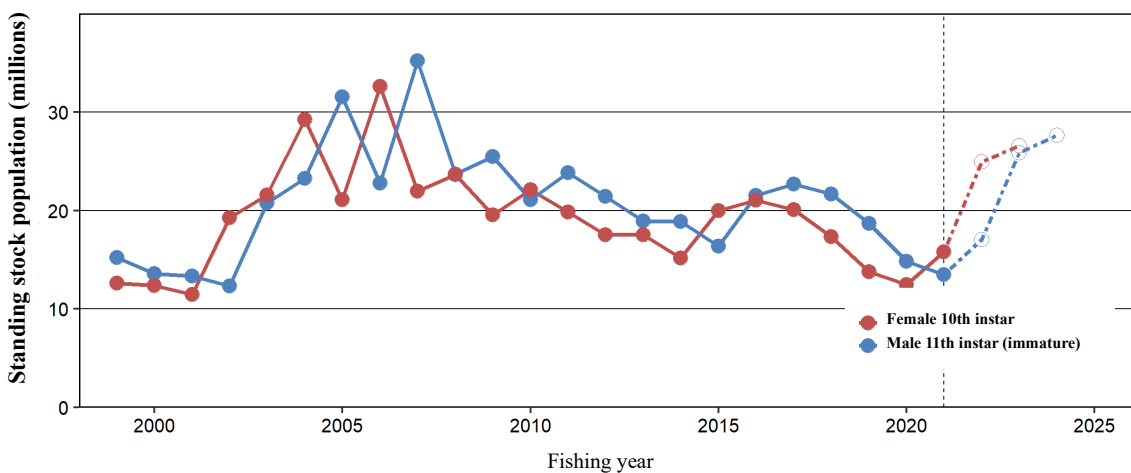 Standing stock population (millions)
30
20
10
0
2000 2005 2010 2015 2020 2025
Fishing year
Female 10th instar
Male 11th instar (immature)